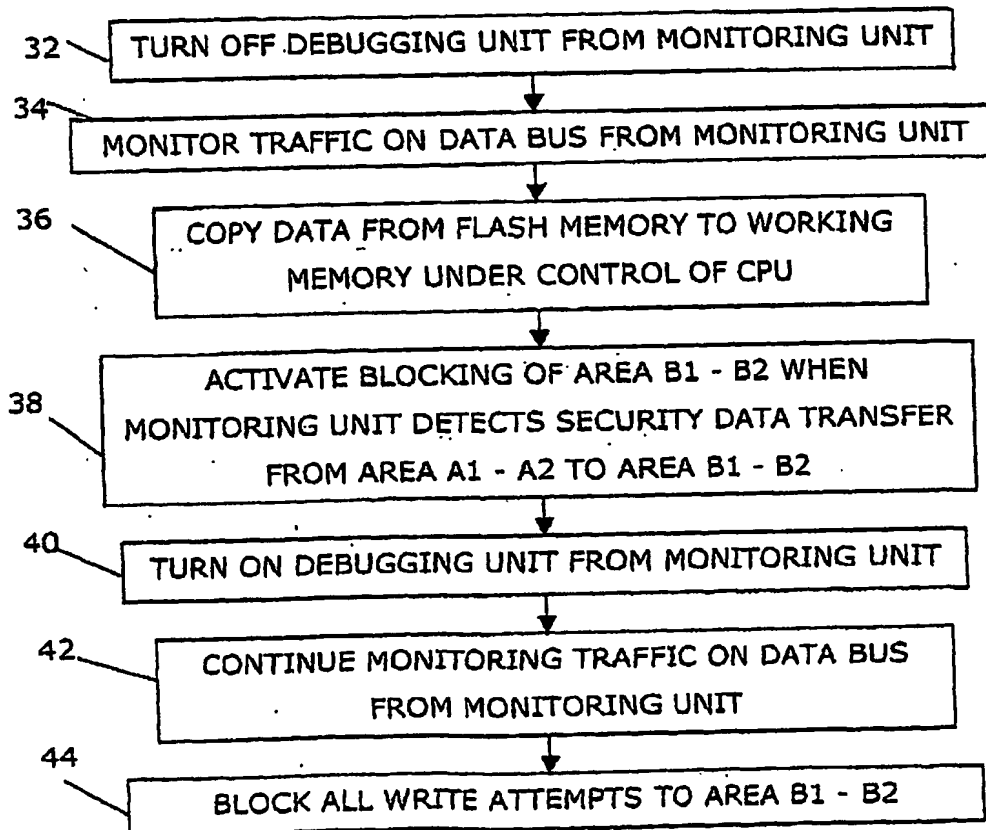 32
TURN OFF DEBUGGING UNIT FROM MONITORING UNIT
34
MONITOR TRAFFIC ON DATA BUS FROM MONITORING UNIT
36
COPY DATA FROM FLASH MEMORY TO WORKING
MEMORY UNDER CONTROL OF CPU
38
ACTIVATE BLOCKING OF AREA B1 - B2 WHEN
MONITORING UNIT DETECTS SECURITY DATA TRANSFER
FROM AREA A1 - A2 TO AREA B1 - B2
40
TURN ON DEBUGGING UNIT FROM MONITORING UNIT
42
CONTINUE MONITORING TRAFFIC ON DATA BUS
FROM MONITORING UNIT
44
BLOCK ALL WRITE ATTEMPTS TO AREA B1 - B2